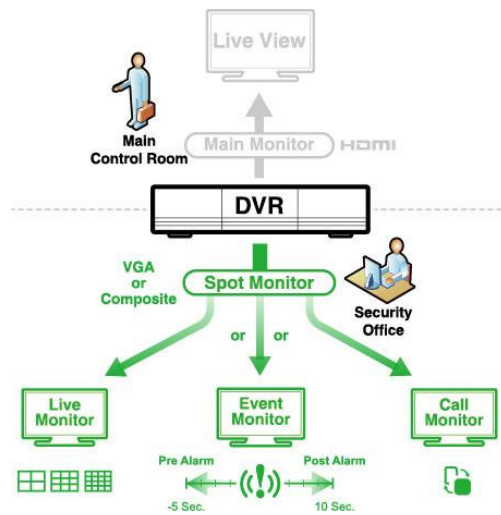 Live View
Main
Control Room
Main Monitor
HDMI
DVR
VGA
or
Composite
Spot Monitor
Security
Office
or
or
Live
Monitor
Event
Monitor
Call
Monitor
Pre Alarm
Post Alarm
-5 Sec.
10 Sec.